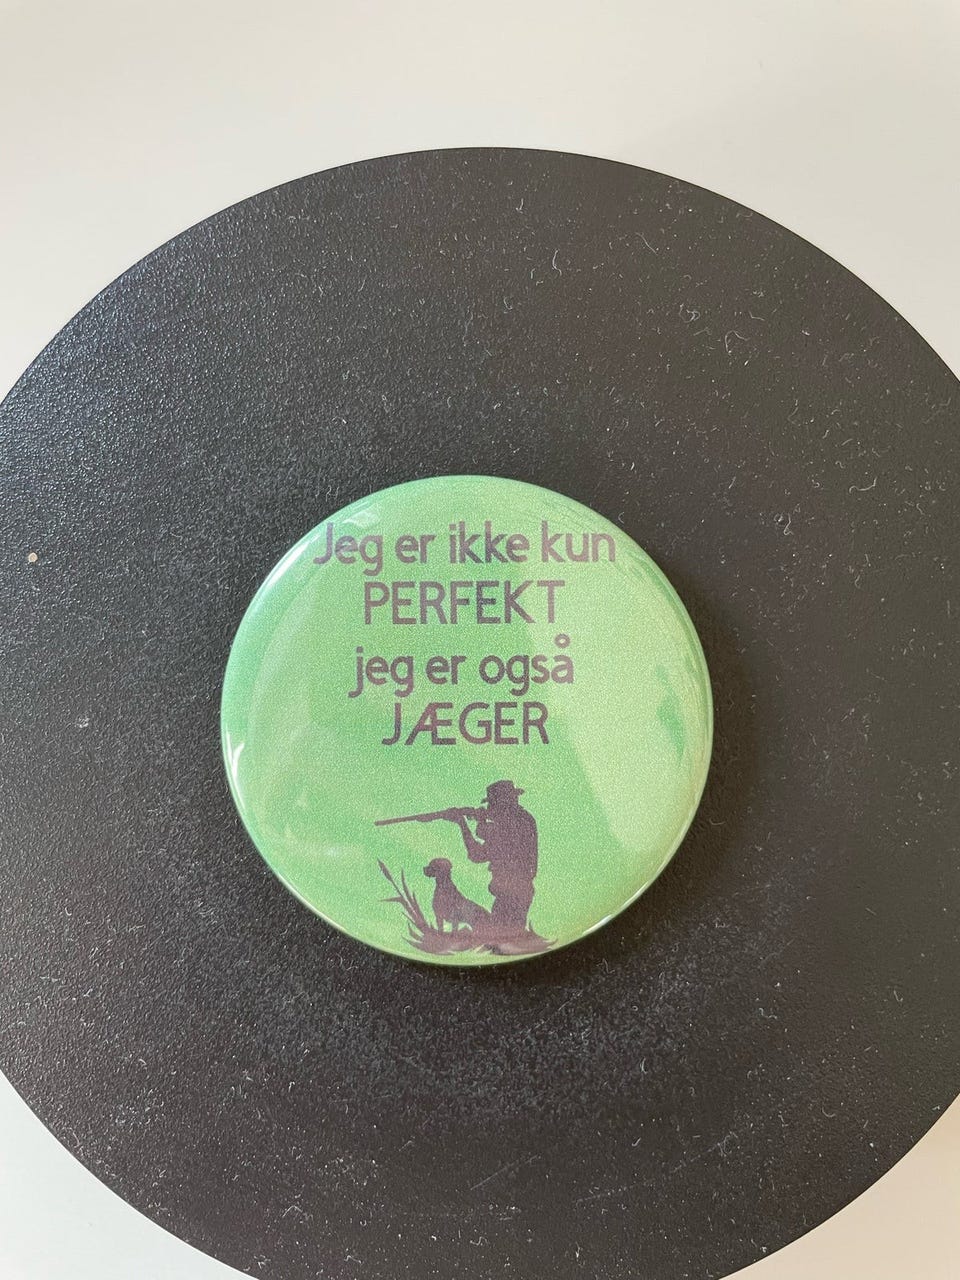 Jeg er ikke kun
PERFEKT
jeg er også
JÆGER